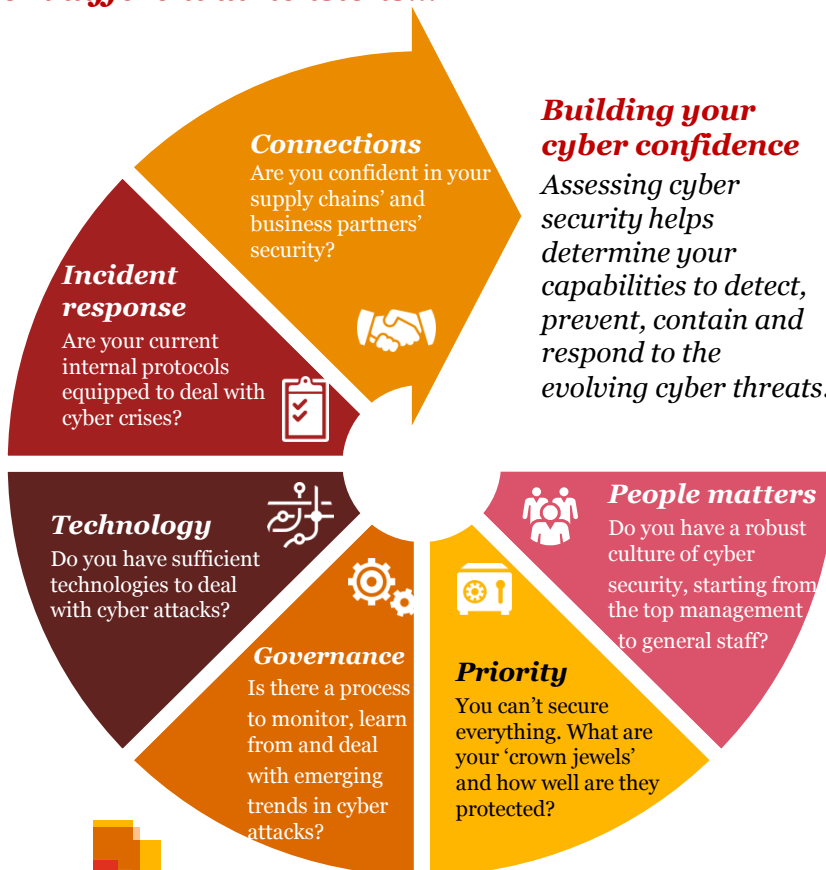 Building your
cyber confidence
Assessing cyber
security helps
determine your
capabilities to detect,
prevent, contain and
respond to the
evolving cyber threats.
Connections
Are you confident in your
supply chains’ and
business partners’
security?
Incident
response
Are your current
internal protocols
equipped to deal with
cyber crises?
Technology
Do you have sufficient
technologies to deal
with cyber attacks?
Governance
Is there a process
to monitor, learn
from and deal
with emerging
trends in cyber
attacks?
Priority
You can’t secure
everything. What are
your ‘crown jewels’
and how well are they
protected?
People matters
Do you have a robust
culture of cyber
security, starting from
the top management
to general staff?